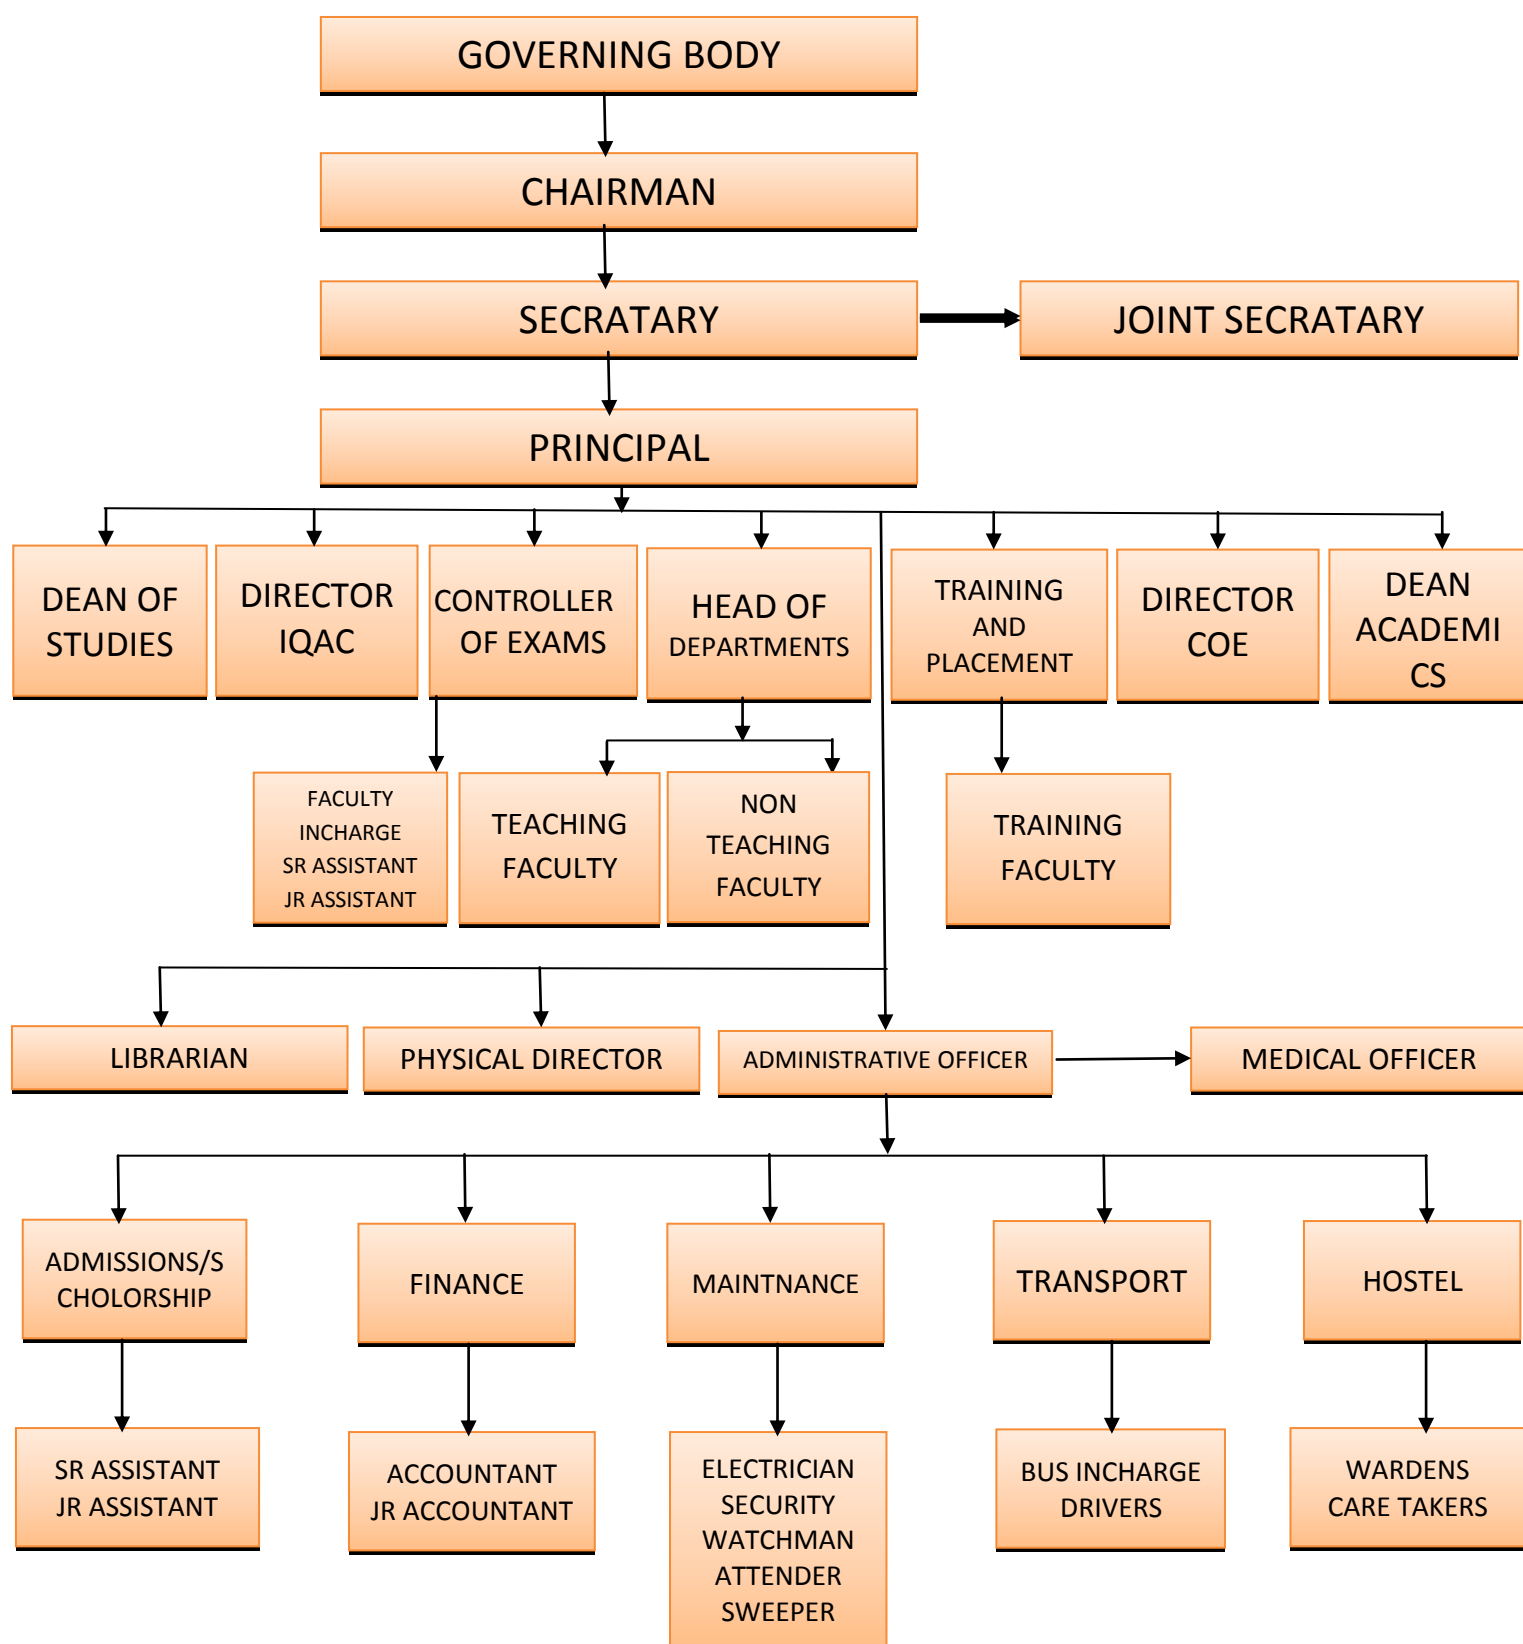 GOVERNING BODY
CHAIRMAN
SECRATARY
JOINT SECRATARY
PRINCIPAL
DEAN OF
STUDIES
DIRECTOR
IQAC
CONTROLLER
OF EXAMS
HEAD OF
DEPARTMENTS
TRAINING
AND
PLACEMENT
DIRECTOR
COE
DEAN
ACADEMI
CS
FACULTY
INCHARGE
SR ASSISTANT
JR ASSISTANT
TEACHING
FACULTY
NON
TEACHING
FACULTY
TRAINING
FACULTY
LIBRARIAN
PHYSICAL DIRECTOR
ADMINISTRATIVE OFFICER
MEDICAL OFFICER
ADMISSIONS/S
CHOLORSHIP
FINANCE
MAINTNANCE
TRANSPORT
HOSTEL
SR ASSISTANT
JR ASSISTANT
ACCOUNTANT
JR ACCOUNTANT
ELECTRICIAN
SECURITY
WATCHMAN
ATTENDER
SWEEPER
BUS INCHARGE
DRIVERS
WARDENS
CARE TAKERS